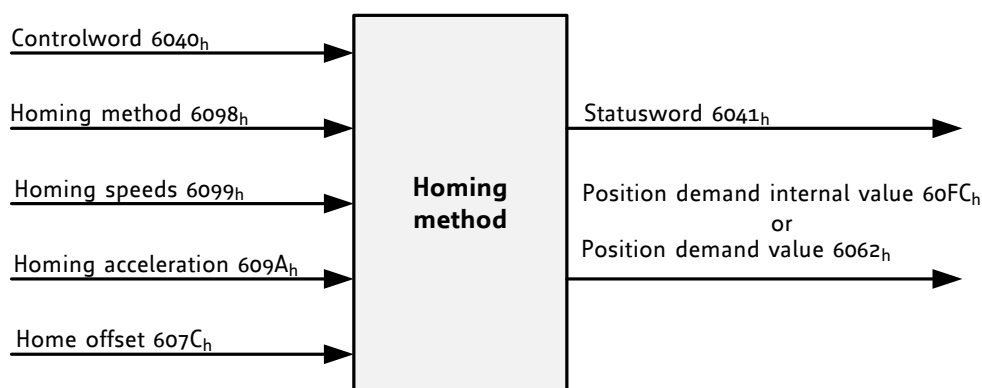 Controlword 6040h
Homing method 6098h
Homing speeds 6099h
Homing acceleration 609Ah
Home offset 607Ch
Homing
method
Statusword 6041h
Position demand internal value 60FCh
or
Position demand value 6062h